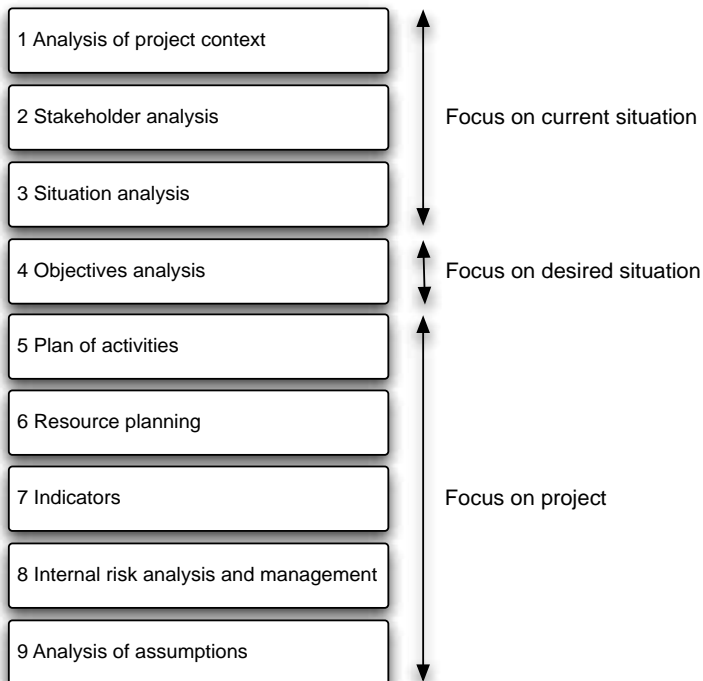 1 Analysis of project context
2 Stakeholder analysis
Focus on current situation
3 Situation analysis
4 Objectives analysis
Focus on desired situation
5 Plan of activities
6 Resource planning
7 Indicators
Focus on project
8 Internal risk analysis and management
9 Analysis of assumptions